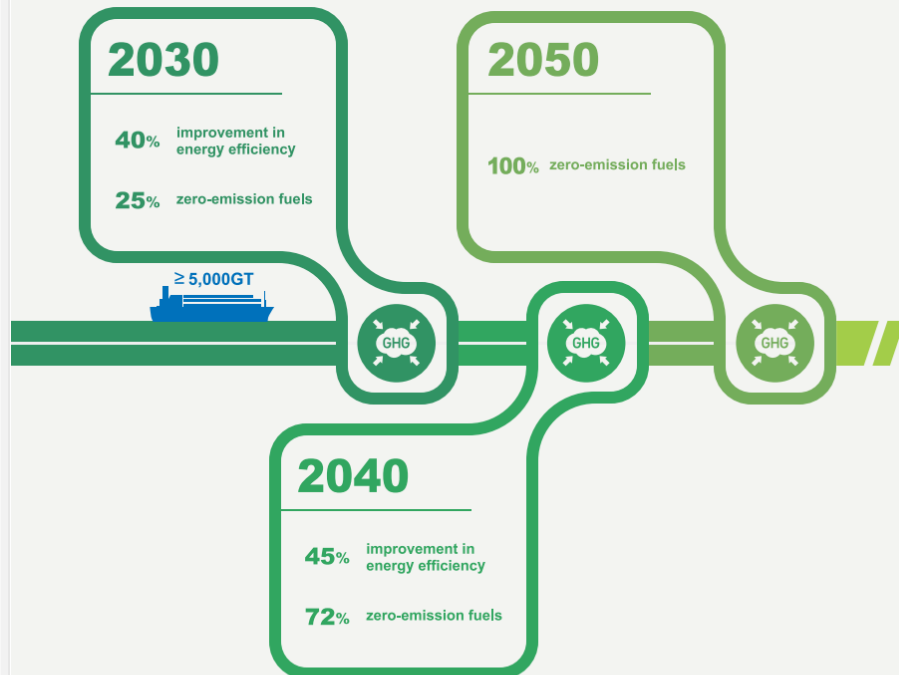 2030
40% improvement in
energy efficiency
25% zero-emission fuels
≥ 5,000GT
GHG
2040
45% improvement in
energy efficiency
72% zero-emission fuels
GHG
2050
100% zero-emission fuels
GHG